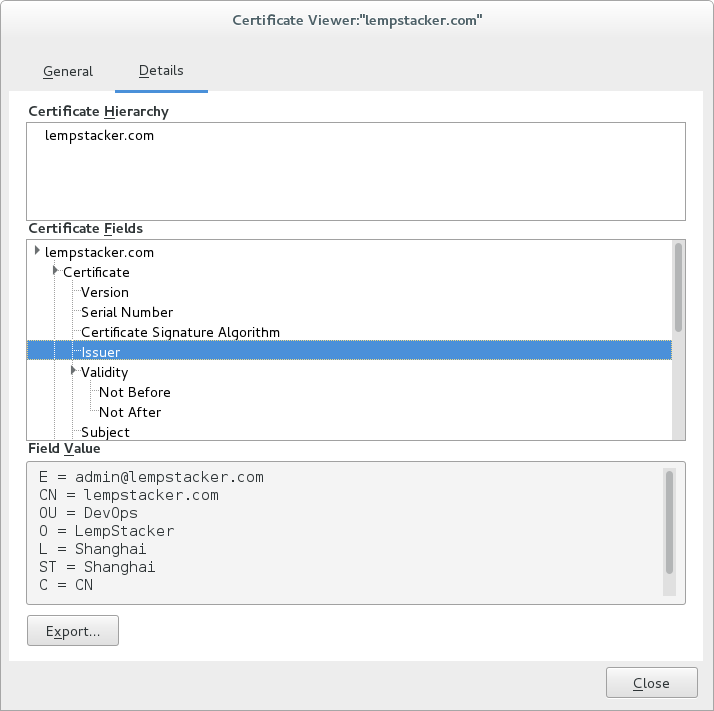 Certificate Viewer:"lempstacker.com"
General
Details
Certificate Hierarchy
lempstacker.com
Certificate Fields
lempstacker.com
Certificate
Version
Serial Number
Certificate Signature Algorithm
Issuer
Validity
Not Before
Not After
Subject
Field Value
E = admin@lempstacker.com
CN = lempstacker.com
OU = DevOps
O = LempStacker
L = Shanghai
ST = Shanghai
C = CN
Export...
Close